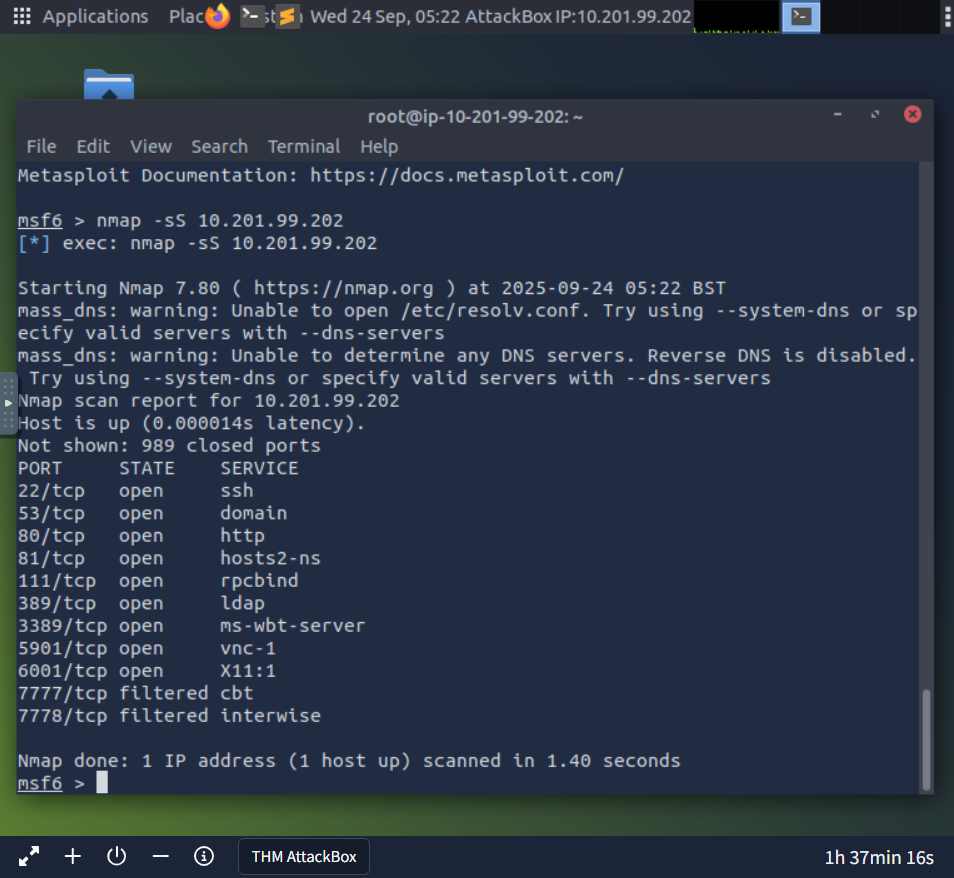 Applications Plac st Wed 24 Sep, 05:22 AttackBox IP:10.201.99.202
root@ip-10-201-99-202: ~
File Edit View Search Terminal Help
Metasploit Documentation: https://docs.metasploit.com/
msf6 > nmap -sS 10.201.99.202
[*] exec: nmap -sS 10.201.99.202
Starting Nmap 7.80 ( https://nmap.org ) at 2025-09-24 05:22 BST
mass_dns: warning: Unable to open /etc/resolv.conf. Try using --system-dns or sp
ecify valid servers with --dns-servers
mass_dns: warning: Unable to determine any DNS servers. Reverse DNS is disabled.
Try using --system-dns or specify valid servers with --dns-servers
Nmap scan report for 10.201.99.202
Host is up (0.000014s latency).
Not shown: 989 closed ports
PORT STATE SERVICE
22/tcp open ssh
53/tcp open domain
80/tcp open http
81/tcp open hosts2-ns
111/tcp open rpcbind
389/tcp open ldap
3389/tcp open ms-wbt-server
5901/tcp open vnc-1
6001/tcp open X11:1
7777/tcp filtered cbt
7778/tcp filtered interwise
Nmap done: 1 IP address (1 host up) scanned in 1.40 seconds
msf6 >
THM AttackBox 1h 37min 16s